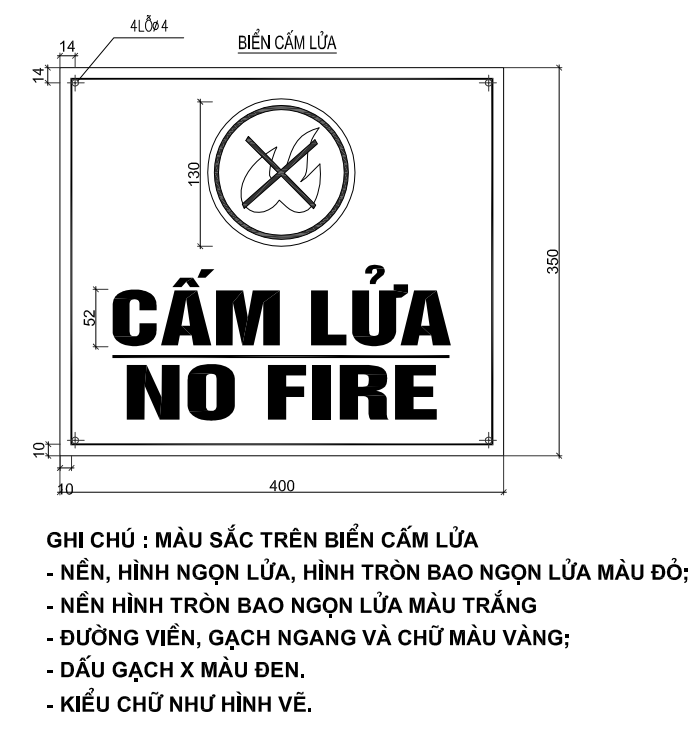 4LỖø4
14
BIỂN CẤM LỬA
14
130
350
52
CẤM LỬA
NO FIRE
10
10
400
GHI CHÚ : MÀU SẮC TRÊN BIỂN CẤM LỬA
- NỀN, HÌNH NGỌN LỬA, HÌNH TRÒN BAO NGỌN LỬA MÀU ĐỎ;
- NỀN HÌNH TRÒN BAO NGỌN LỬA MÀU TRẮNG
- ĐƯỜNG VIỀN, GẠCH NGANG VÀ CHỮ MÀU VÀNG;
- DẤU GẠCH X MÀU ĐEN.
- KIỂU CHỮ NHƯ HÌNH VẼ.